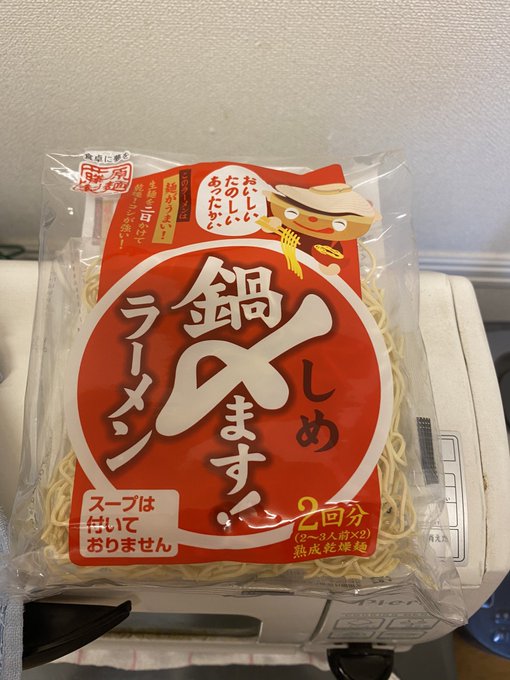 食卓に夢を
藤原製麺
このラーメンは
麺がうまい!
生麺を二日かけて
乾燥!コシが強い!
おいしい
たのしい
あったかい
鍋〆ます!
しめ
ラーメン
スープは
付いて
おりません
2回分
(2〜3人前×2)
熟成乾燥麺
Pier